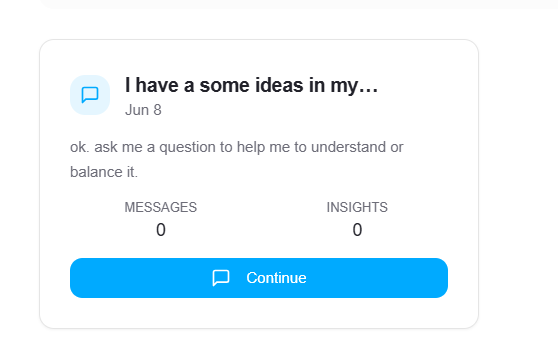 I have a some ideas in my…
Jun 8
ok. ask me a question to help me to understand or
balance it.
MESSAGES
INSIGHTS
0
0
Continue